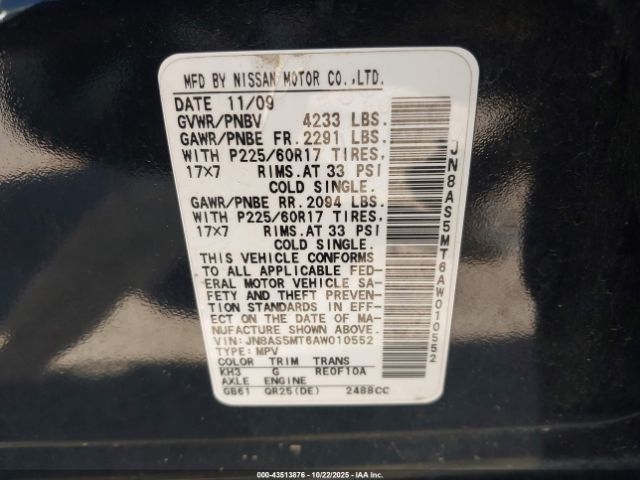 MFD BY NISSAN MOTOR CO.,LTD.
DATE 11/09
GVWR/PNBV 4233 LBS.
GAWR/PNBE FR. 2291 LBS.
WITH P225/60R17 TIRES,
17×7 RIMS.AT 33 PSI
COLD SINGLE.
GAWR/PNBE RR. 2094 LBS.
WITH P225/60R17 TIRES,
17×7 RIMS.AT 33 PSI
COLD SINGLE.
THIS VEHICLE CONFORMS
TO ALL APPLICABLE FED-
ERAL MOTOR VEHICLE SA-
FETY AND THEFT PREVEN-
TION STANDARDS IN EFF-
ECT ON THE DATE OF MA-
NUFACTURE SHOWN ABOVE.
VIN:JN8AS5MT6AW010552
TYPE:MPV
COLOR TRIM TRANS
KH3 G RE0F10A
AXLE ENGINE
GB61 QR25(DE) 2488CC
JN8AS5MT6AW010552
000-43513876 | 10/22/2025 | IAA Inc.